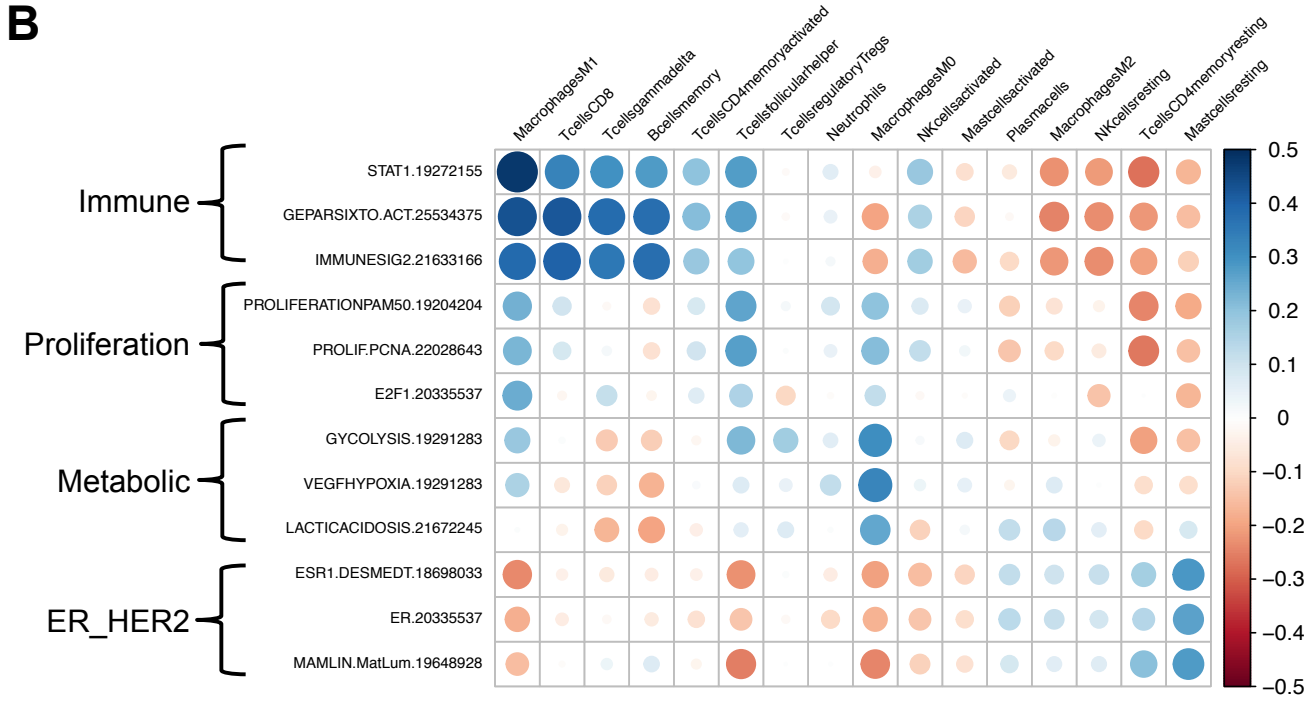 B
MacrophagesM1
TcellsCD8
Tcellsgammadelta
Bcellsmemory
TcellsCD4memoryactivated
Tcellsfollicularhelper
TcellsregulatoryTregs
Neutrophils
MacrophagesM0
NKcellsactivated
Mastcellsactivated
Plasmacells
MacrophagesM2
NKcellsresting
TcellsCD4memoryresting
Mastcellsresting
Immune
STAT1.19272155
GEPARSIXTO.ACT.25534375
IMMUNESIG2.21633166
Proliferation
PROLIFERATIONPAM50.19204204
PROLIF.PCNA.22028643
E2F1.20335537
Metabolic
GYCOLYSIS.19291283
VEGFHYPOXIA.19291283
LACTICACIDOSIS.21672245
ER_HER2
ESR1.DESMEDT.18698033
ER.20335537
MAMLIN.MatLum.19648928
0.5
0.4
0.3
0.2
0.1
0
−0.1
−0.2
−0.3
−0.4
−0.5